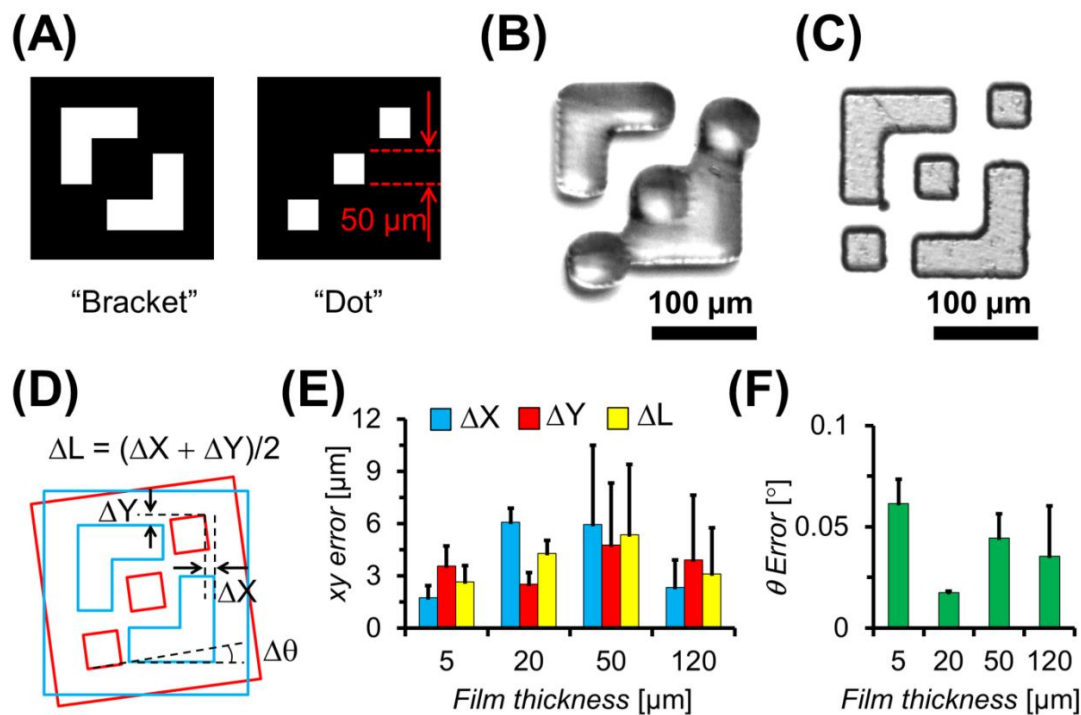 (A)
50 µm
“Bracket”
“Dot”
(B)
100 µm
(C)
100 µm
(D)
ΔL = (ΔX + ΔY)/2
ΔY
ΔX
Δθ
(E)
ΔX ΔY ΔL
12
9
6
3
0
xy error [µm]
5 20 50 120
Film thickness [µm]
(F)
0.1
0.05
0
θ Error [°]
5 20 50 120
Film thickness [µm]